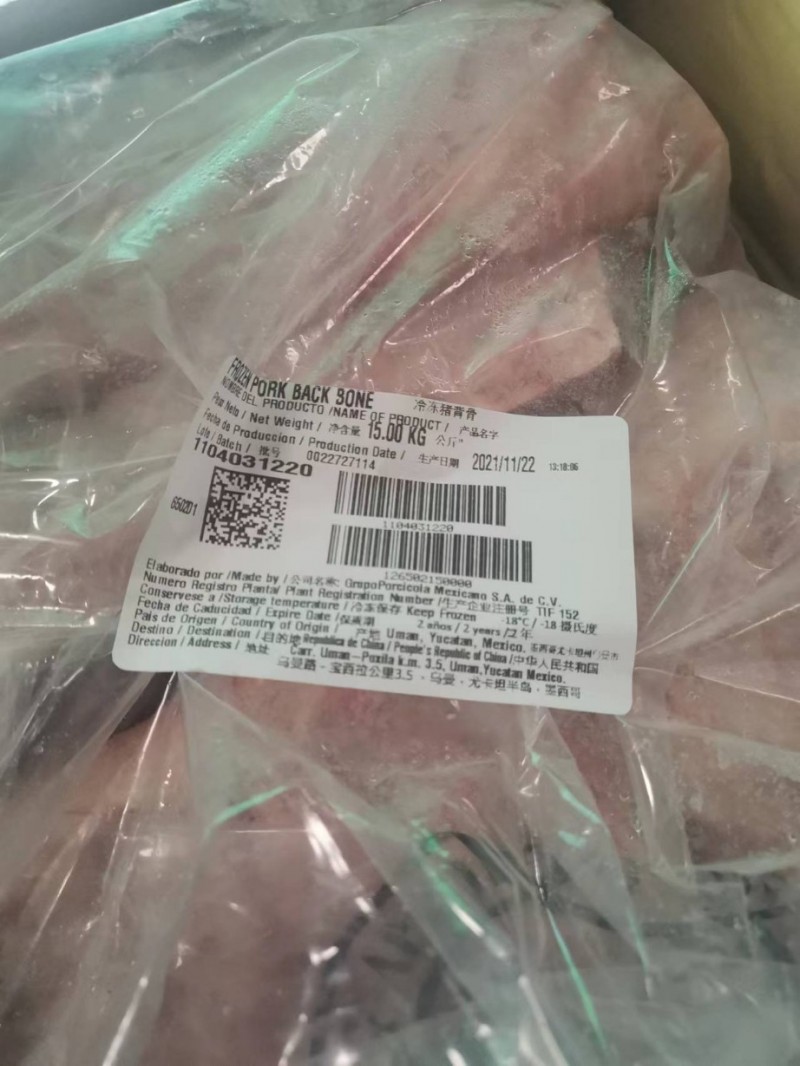 FROZEN PORK BACK BONE 冷冻猪背骨
NOMBRE DEL PRODUCTO /NAME OF PRODUCT / 产品名字
Peso Neto / Net Weight / 净含量 15.00 KG 公斤
Fecha de Produccion / Production Date / 生产日期 2021/11/22 13:18:06
Lote / Batch / 批号 0022727114
1104031220
6502D1
1104031220
126502150000
Elaborado por /Made by /公司名称: GrupoPorcicola Mexicano S.A. de C.V.
Numero Registro Planta/ Plant Registration Number /生产企业注册号 TIF 152
Conservese a /Storage temperature / 冷冻保存 Keep Frozen -18°C/ -18 摄氏度
Fecha de Caducidad / Expire Date /保质期 2 años / 2 years /2 年
Pais de Origen / Country of Origin / 产地 Uman, Yucatan, Mexico.
Destino / Destination /目的地 Republica de China / People's Republic of China /中华人民共和国
Direccion / Address / 地址 Carr. Uman-Poxila k.m. 3.5, Uman,Yucatan Mexico.
乌曼路 - 宝西拉公里3.5 - 乌曼 - 尤卡坦半岛 - 墨西哥